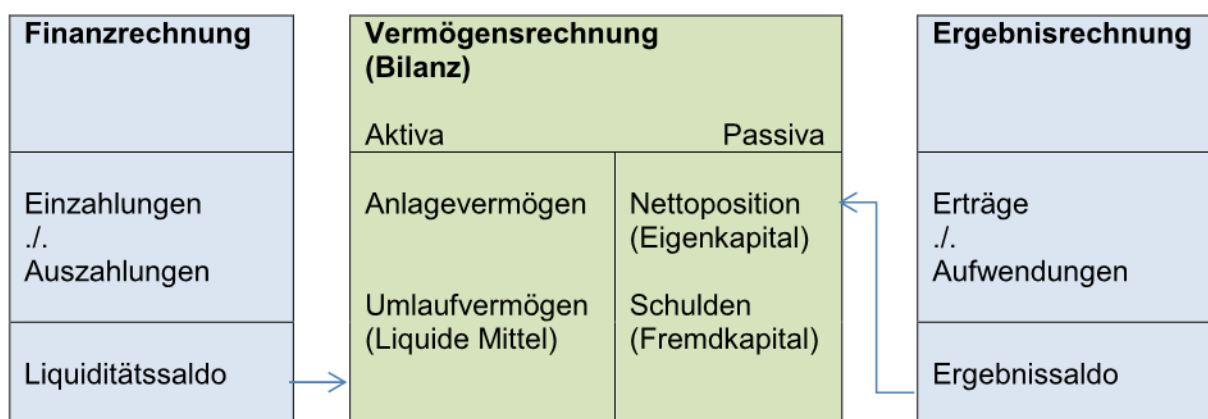 Finanzrechnung
Einzahlungen
./.
Auszahlungen
Liquiditätssaldo
Vermögensrechnung
(Bilanz)
Aktiva Passiva
Anlagevermögen
Umlaufvermögen
(Liquide Mittel)
Nettoposition
(Eigenkapital)
Schulden
(Fremdkapital)
Ergebnisrechnung
Erträge
./.
Aufwendungen
Ergebnissaldo